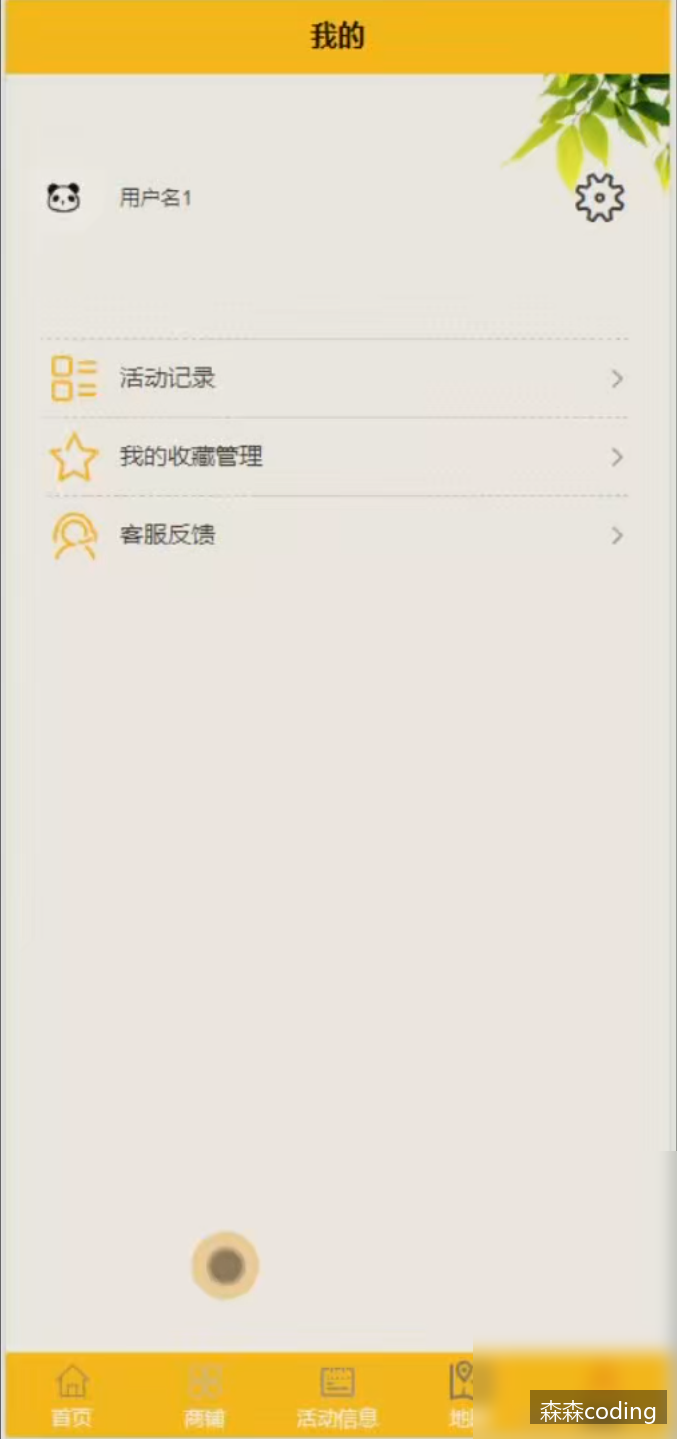 我的
用户名1
活动记录
我的收藏管理
客服反馈
首页
商铺
活动信息
地
森森coding